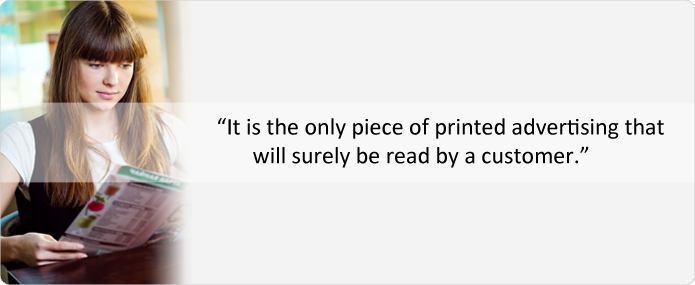 “It is the only piece of printed advertising that
will surely be read by a customer.”